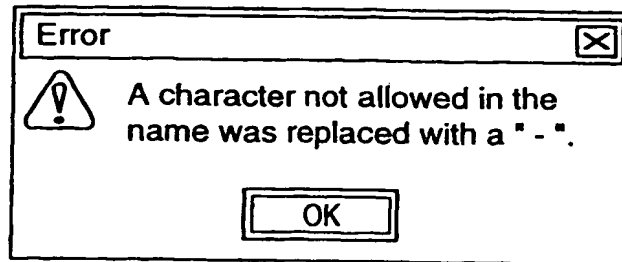 Error
A character not allowed in the
name was replaced with a " - ".
OK